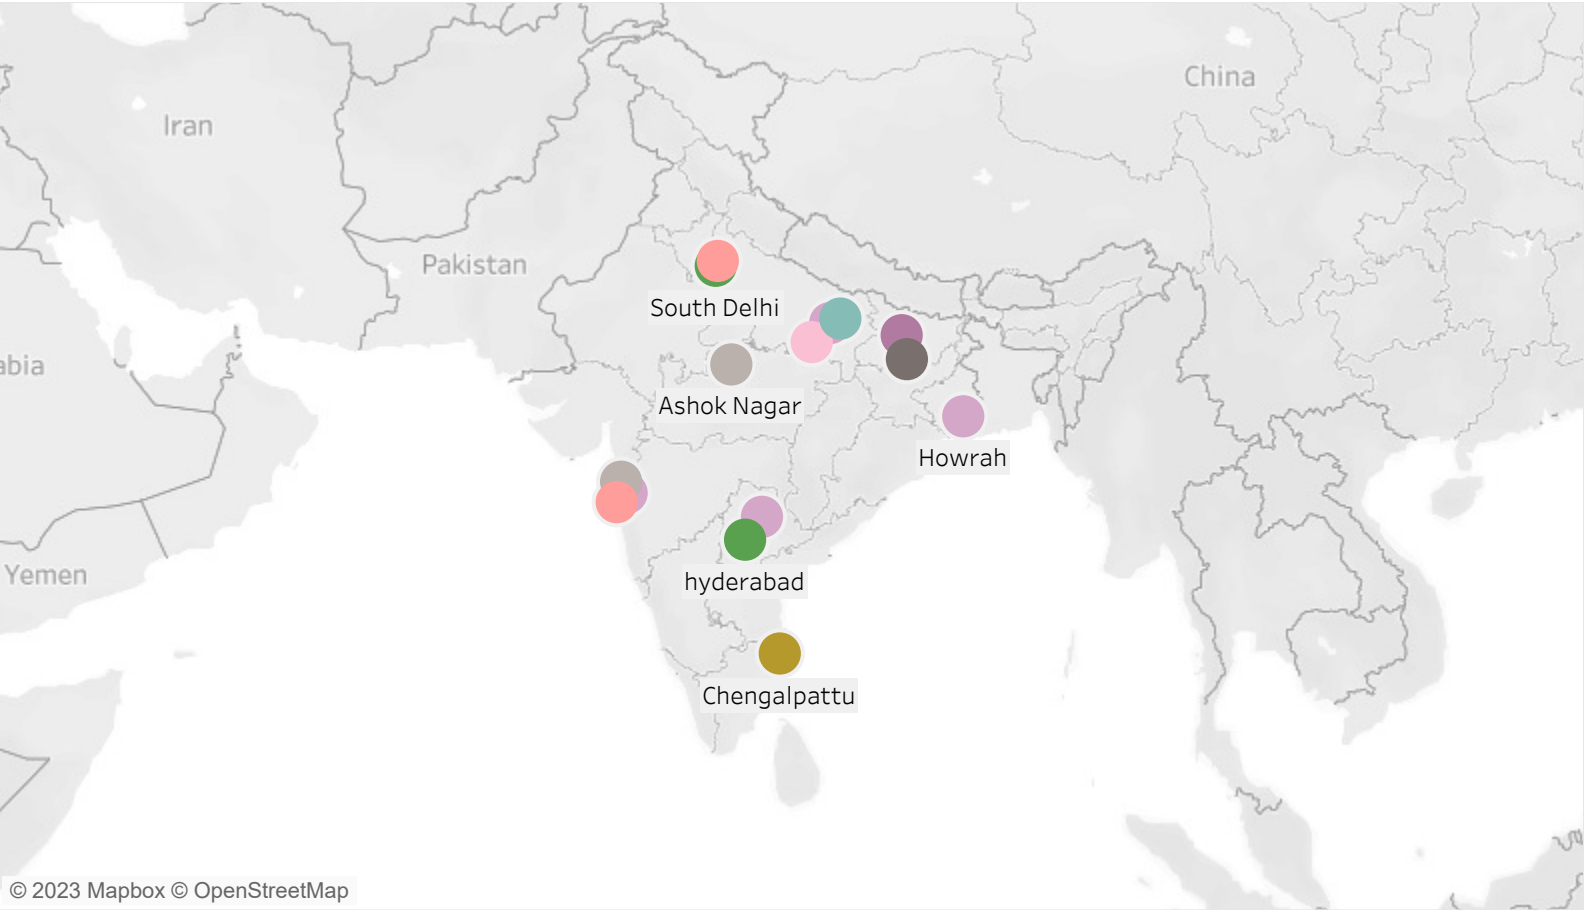 China
Iran
Pakistan
South Delhi
abia
Ashok Nagar
Howrah
Yemen
hyderabad
Chengalpattu
© 2023 Mapbox © OpenStreetMap